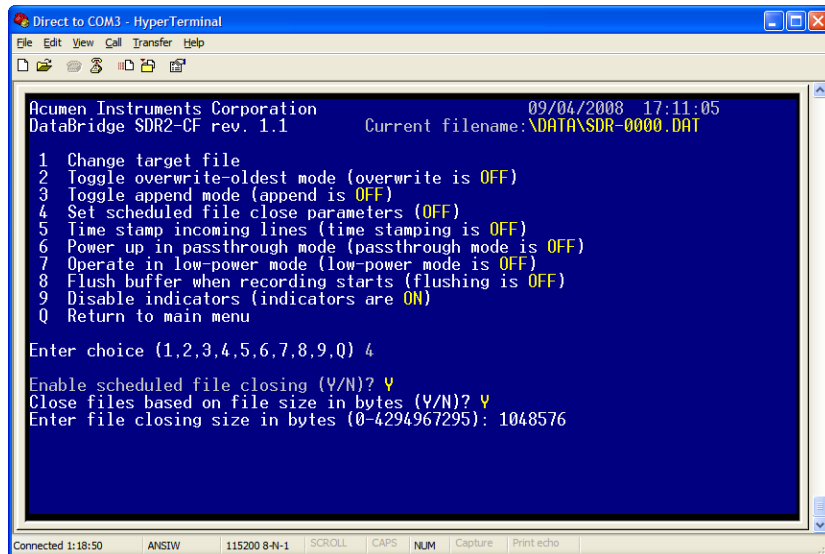 Direct to COM3 - HyperTerminal
File Edit View Call Transfer Help
Acumen Instruments Corporation 09/04/2008 17:11:05
DataBridge SDR2-CF rev. 1.1 Current filename:\DATA\SDR-0000.DAT
1 Change target file
2 Toggle overwrite-oldest mode (overwrite is OFF)
3 Toggle append mode (append is OFF)
4 Set scheduled file close parameters (OFF)
5 Time stamp incoming lines (time stamping is OFF)
6 Power up in passthrough mode (passthrough mode is OFF)
7 Operate in low-power mode (low-power mode is OFF)
8 Flush buffer when recording starts (flushing is OFF)
9 Disable indicators (indicators are ON)
Q Return to main menu
Enter choice (1,2,3,4,5,6,7,8,9,Q) 4
Enable scheduled file closing (Y/N)? Y
Close files based on file size in bytes (Y/N)? Y
Enter file closing size in bytes (0-4294967295): 1048576
Connected 1:18:50 ANSIW 115200 8-N-1 SCROLL CAPS NUM Capture Print echo